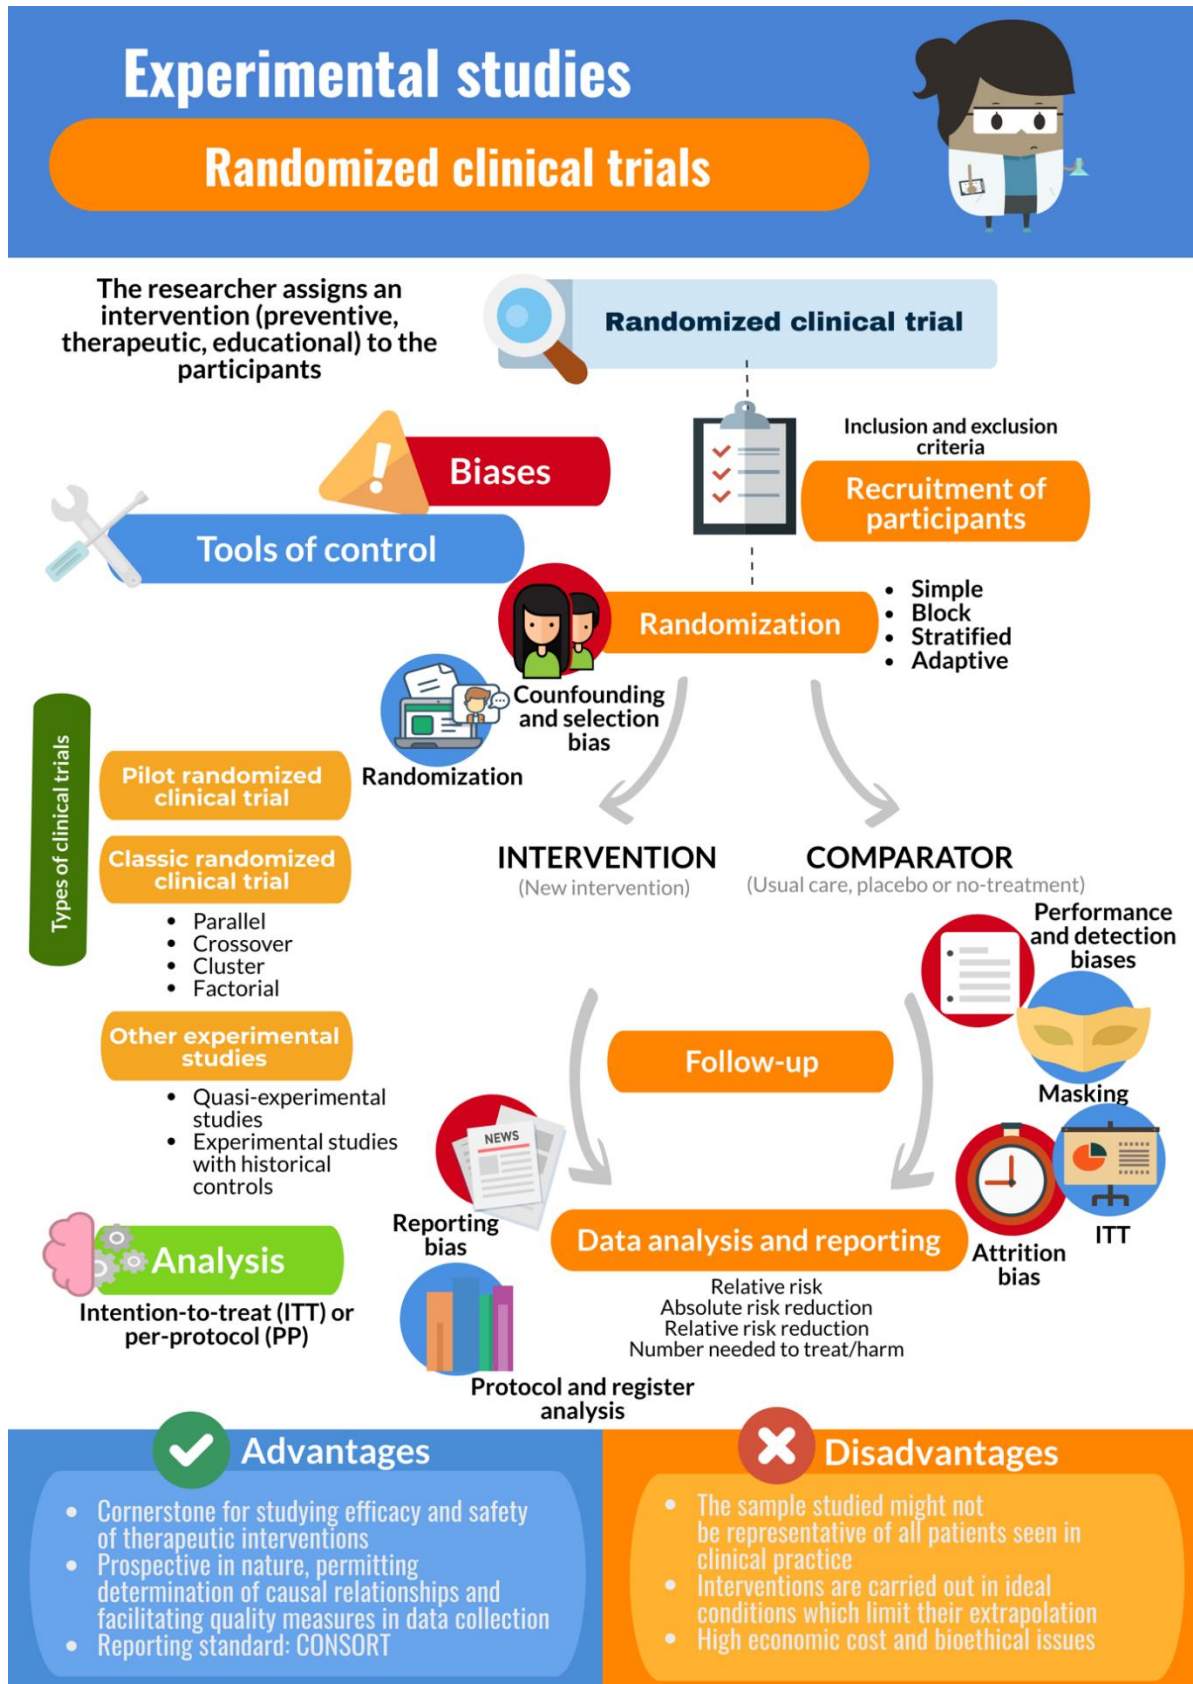 Experimental studies
Randomized clinical trials
The researcher assigns an
intervention (preventive,
therapeutic, educational) to the
participants
Randomized clinical trial
Biases
Tools of control
Inclusion and exclusion
criteria
Recruitment of
participants
Randomization
• Simple
• Block
• Stratified
• Adaptive
Counfounding
and selection
bias
Randomization
Types of clinical trials
Pilot randomized
clinical trial
Classic randomized
clinical trial
• Parallel
• Crossover
• Cluster
• Factorial
Other experimental
studies
• Quasi-experimental
studies
• Experimental studies
with historical
controls
INTERVENTION
(New intervention)
COMPARATOR
(Usual care, placebo or no-treatment)
Performance
and detection
biases
Masking
Follow-up
NEWS
Reporting
bias
Data analysis and reporting
Attrition
bias
ITT
Relative risk
Absolute risk reduction
Relative risk reduction
Number needed to treat/harm
Protocol and register
analysis
Analysis
Intention-to-treat (ITT) or
per-protocol (PP)
Advantages
• Cornerstone for studying efficacy and safety
of therapeutic interventions
• Prospective in nature, permitting
determination of causal relationships and
facilitating quality measures in data collection
• Reporting standard: CONSORT
Disadvantages
• The sample studied might not
be representative of all patients seen in
clinical practice
• Interventions are carried out in ideal
conditions which limit their extrapolation
• High economic cost and bioethical issues